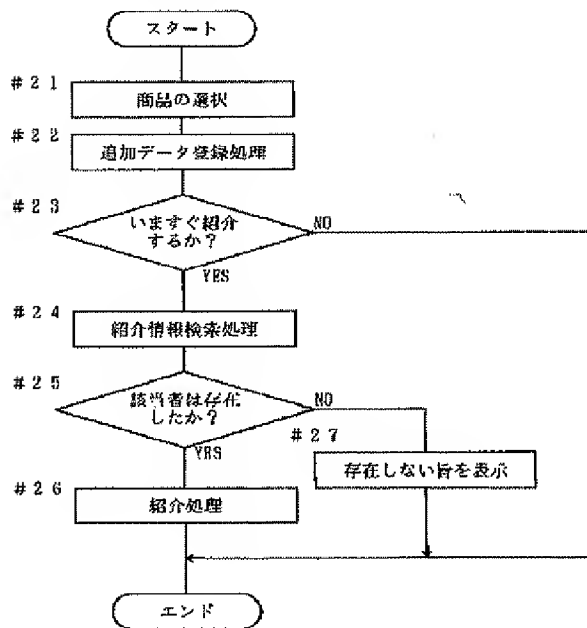 スタート
#21
商品の選択
#22
追加データ登録処理
#23
いますぐ紹介
するか?
NO
YES
#24
紹介情報検索処理
#25
該当者は存在
したか?
NO
YES
#27
存在しない旨を表示
#26
紹介処理
エンド